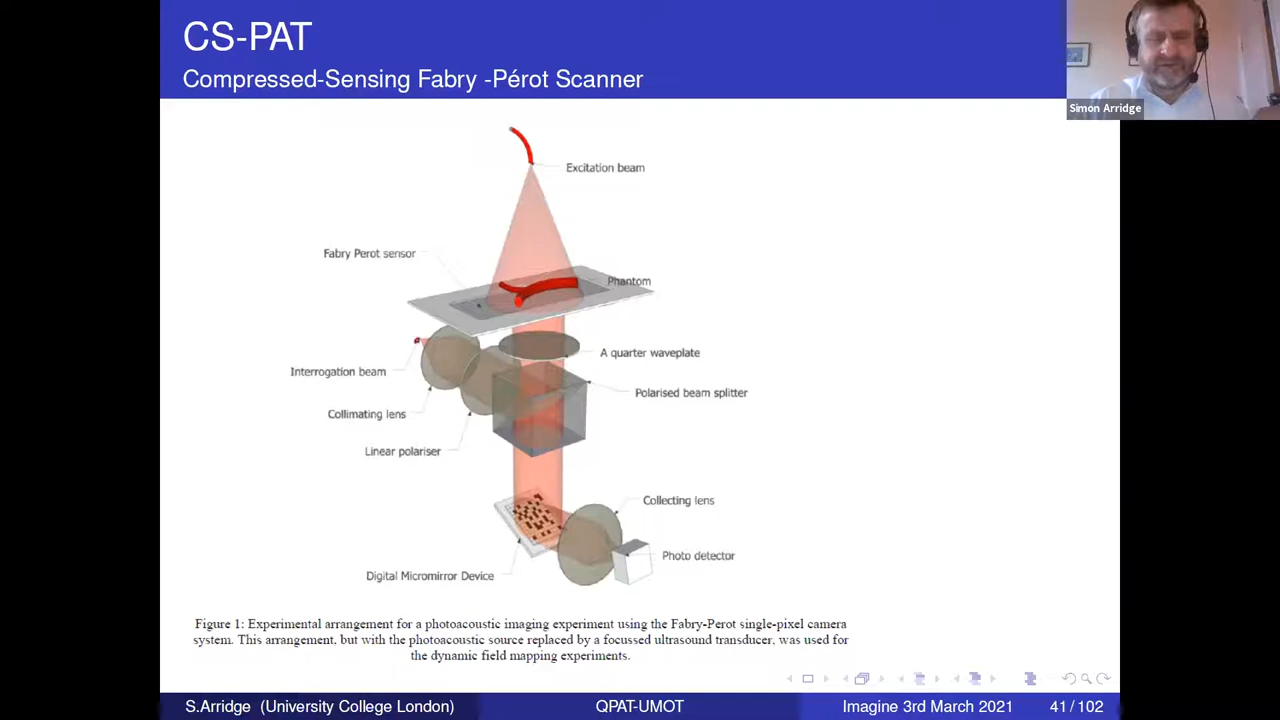 CS-PAT
Compressed-Sensing Fabry -Pérot Scanner
Simon Arridge
Excitation beam
Fabry Perot sensor
Phantom
A quarter waveplate
Interrogation beam
Polarised beam splitter
Collimating lens
Linear polariser
Collecting lens
Photo detector
Digital Micromirror Device
Figure 1: Experimental arrangement for a photoacoustic imaging experiment using the Fabry-Perot single-pixel camera
system. This arrangement, but with the photoacoustic source replaced by a focussed ultrasound transducer, was used for
the dynamic field mapping experiments.
S.Arridge (University College London) QPAT-UMOT Imagine 3rd March 2021 41 / 102